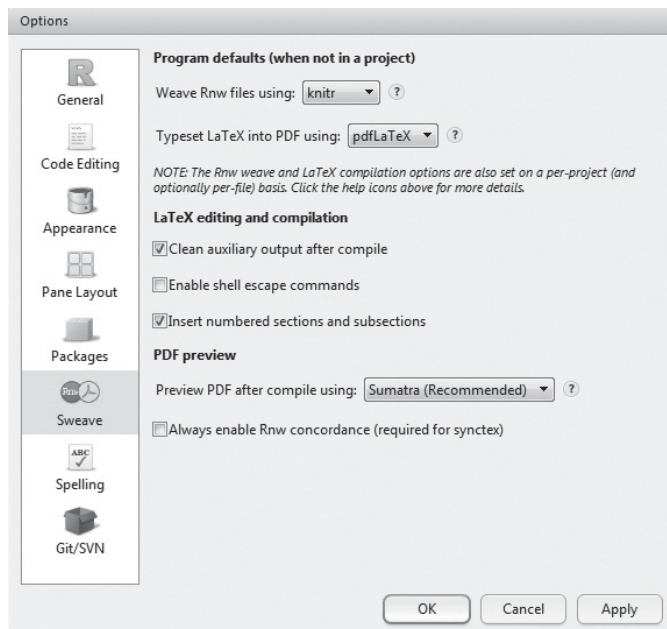 Options
General
Code Editing
Appearance
Pane Layout
Packages
Sweave
Spelling
Git/SVN
Program defaults (when not in a project)
Weave Rnw files using: knitr ?
Typeset LaTeX into PDF using: pdfLaTeX ?
NOTE: The Rnw weave and LaTeX compilation options are also set on a per-project (and
optionally per-file) basis. Click the help icons above for more details.
LaTeX editing and compilation
Clean auxiliary output after compile
Enable shell escape commands
Insert numbered sections and subsections
PDF preview
Preview PDF after compile using: Sumatra (Recommended) ?
Always enable Rnw concordance (required for synctex)
R
Rnw
ABC
OK Cancel Apply